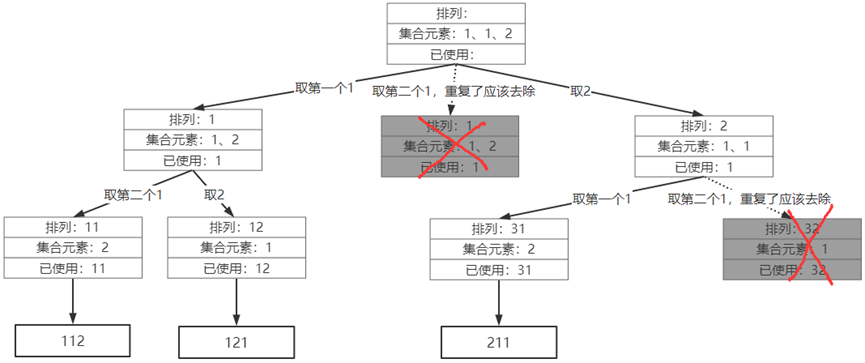 排列：
集合元素：1、1、2
已使用：
取第一个1
取第二个1，重复了应该去除
取2
排列：1
集合元素：1、2
已使用：1
排列：1
集合元素：1、2
已使用：1
排列：2
集合元素：1、1
已使用：1
取第二个1
取2
取第一个1
取第二个1，重复了应该去除
排列：11
集合元素：2
已使用：11
排列：12
集合元素：1
已使用：12
排列：31
集合元素：2
已使用：31
排列：32
集合元素：1
已使用：32
112
121
211